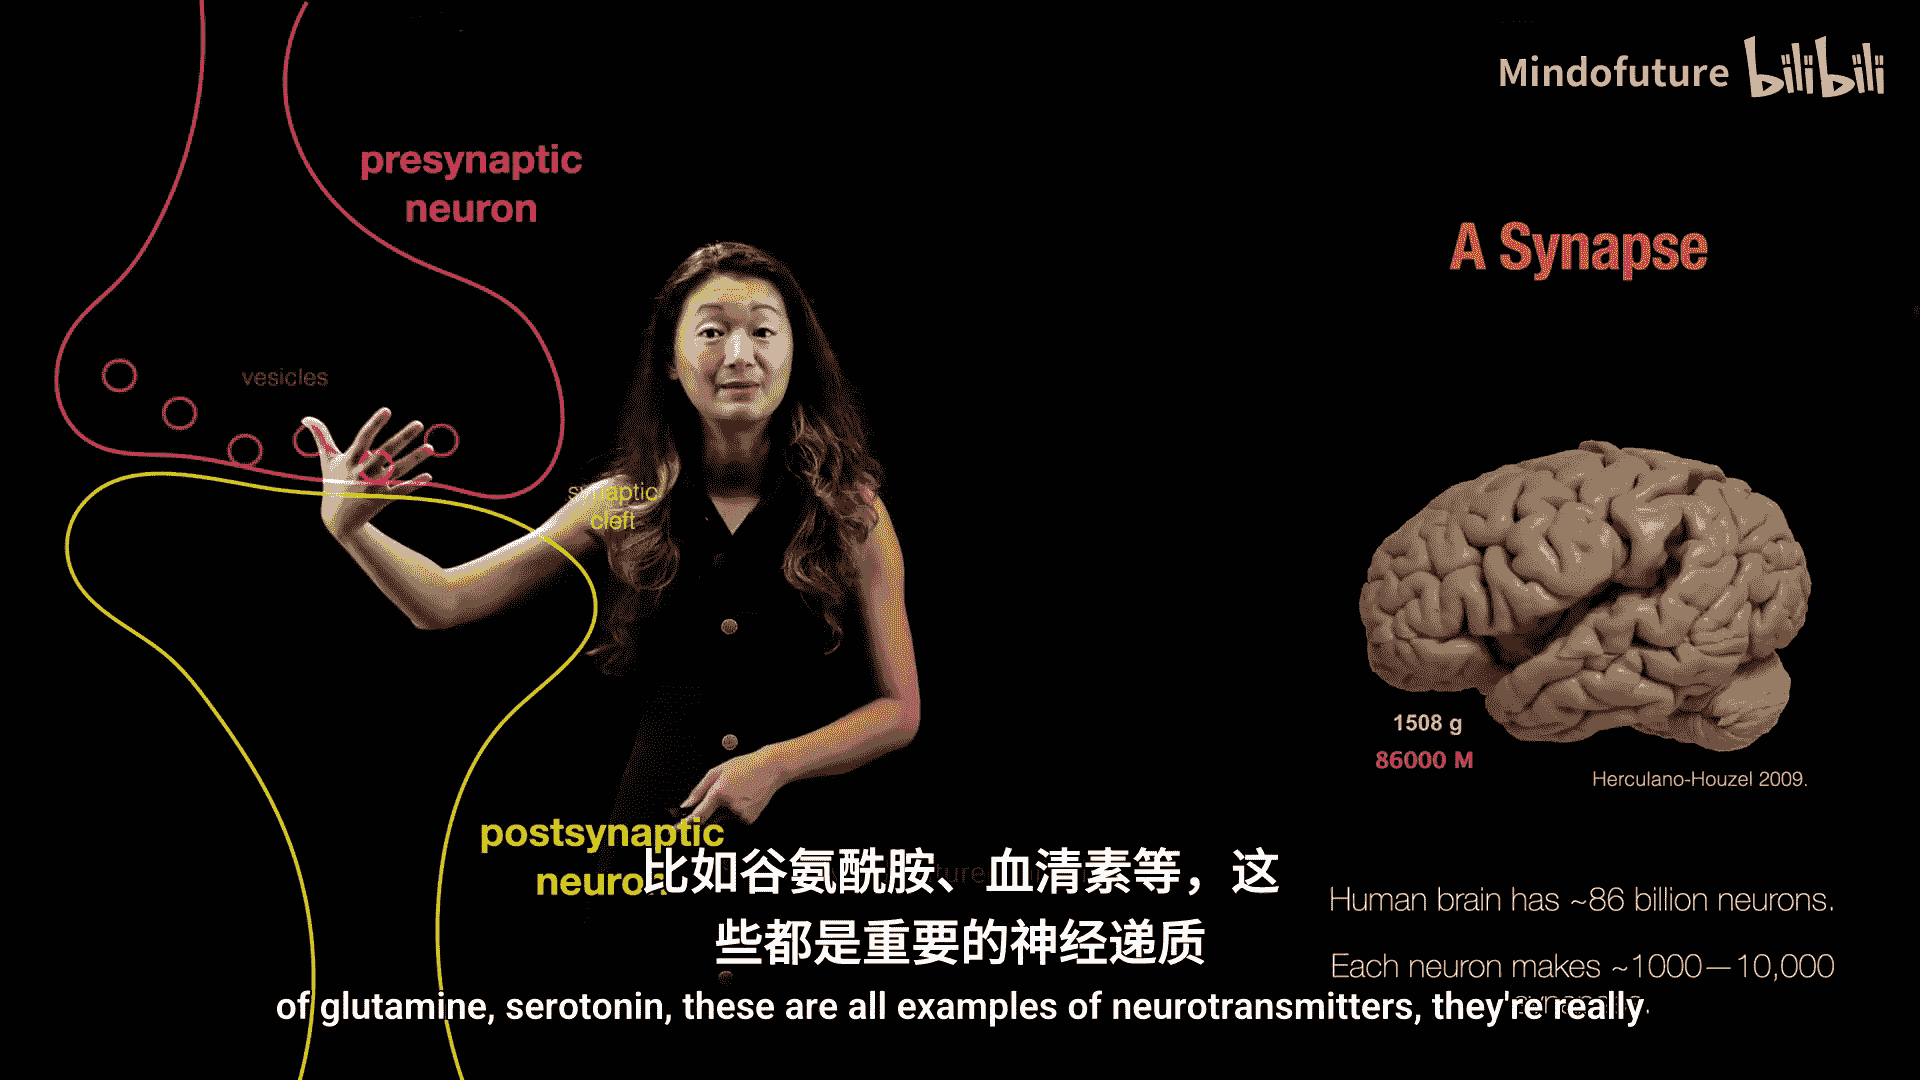 Mindofuture bilibili
presynaptic
neuron
A Synapse
vesicles
synaptic
cleft
1508 g
86000 M
Herculano-Houzel 2009.
postsynaptic
neuron
比如谷氨酰胺、血清素等，这
些都是重要的神经递质
Human brain has ~86 billion neurons.
Each neuron makes ~1000—10,000
of glutamine, serotonin, these are all examples of neurotransmitters, they're really